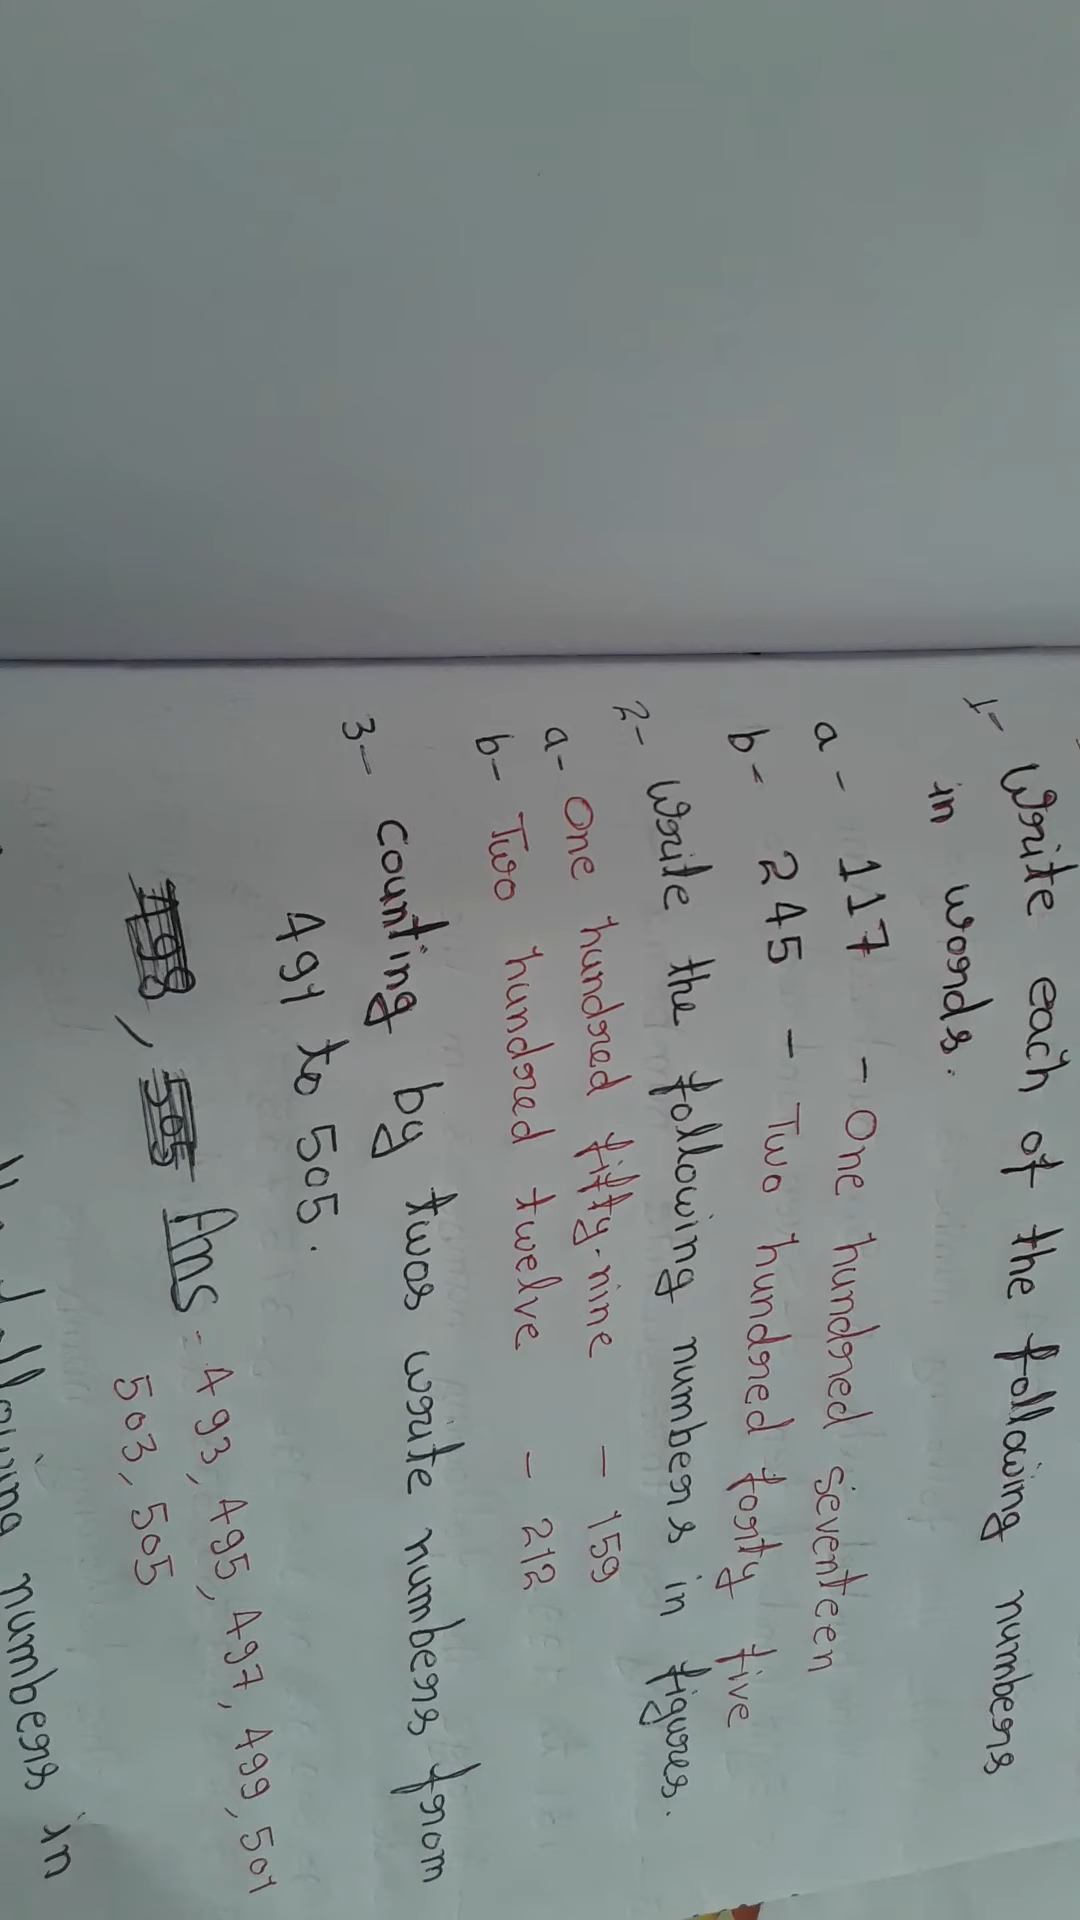 1- Write each of the following numbers
in words.
a - 117 - One hundred seventeen
b - 245 - Two hundred forty five
2- Write the following numbers in figures.
a- One hundred fifty-nine - 159
b- Two hundred twelve - 212
3- counting by twos write numbers from
491 to 505.
Ans - 493, 495, 497, 499, 501
503, 505
following numbers in